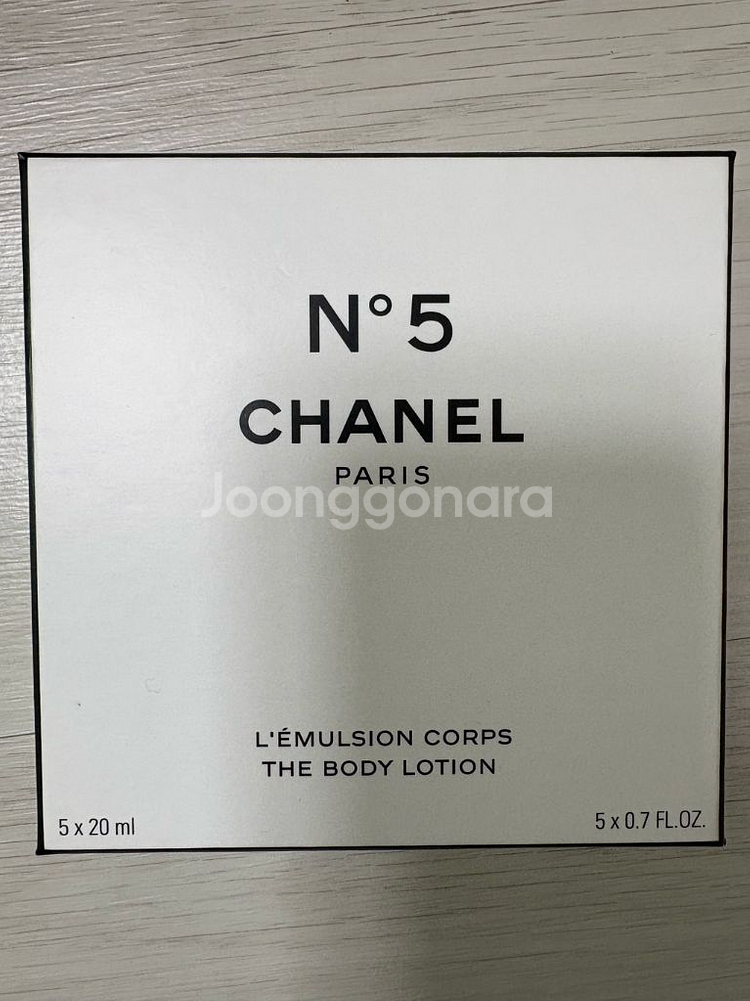 N°5
CHANEL
PARIS
Joonggonara
L'ÉMULSION CORPS
THE BODY LOTION
5 x 20 ml
5 x 0.7 FL.OZ.